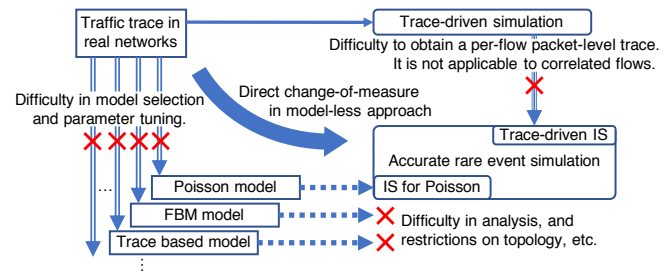 Traffic trace in
real networks
Trace-driven simulation
Difficulty to obtain a per-flow packet-level trace.
It is not applicable to correlated flows.
Difficulty in model selection
and parameter tuning.
Direct change-of-measure
in model-less approach
Trace-driven IS
Accurate rare event simulation
...
Poisson model
IS for Poisson
FBM model
Difficulty in analysis, and
restrictions on topology, etc.
Trace based model
...